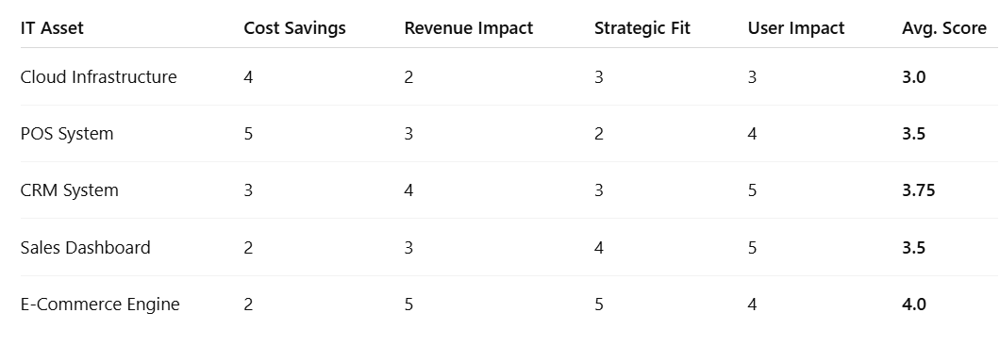 IT Asset Cost Savings Revenue Impact Strategic Fit User Impact Avg. Score
Cloud Infrastructure 4 2 3 3 3.0
POS System 5 3 2 4 3.5
CRM System 3 4 3 5 3.75
Sales Dashboard 2 3 4 5 3.5
E-Commerce Engine 2 5 5 4 4.0